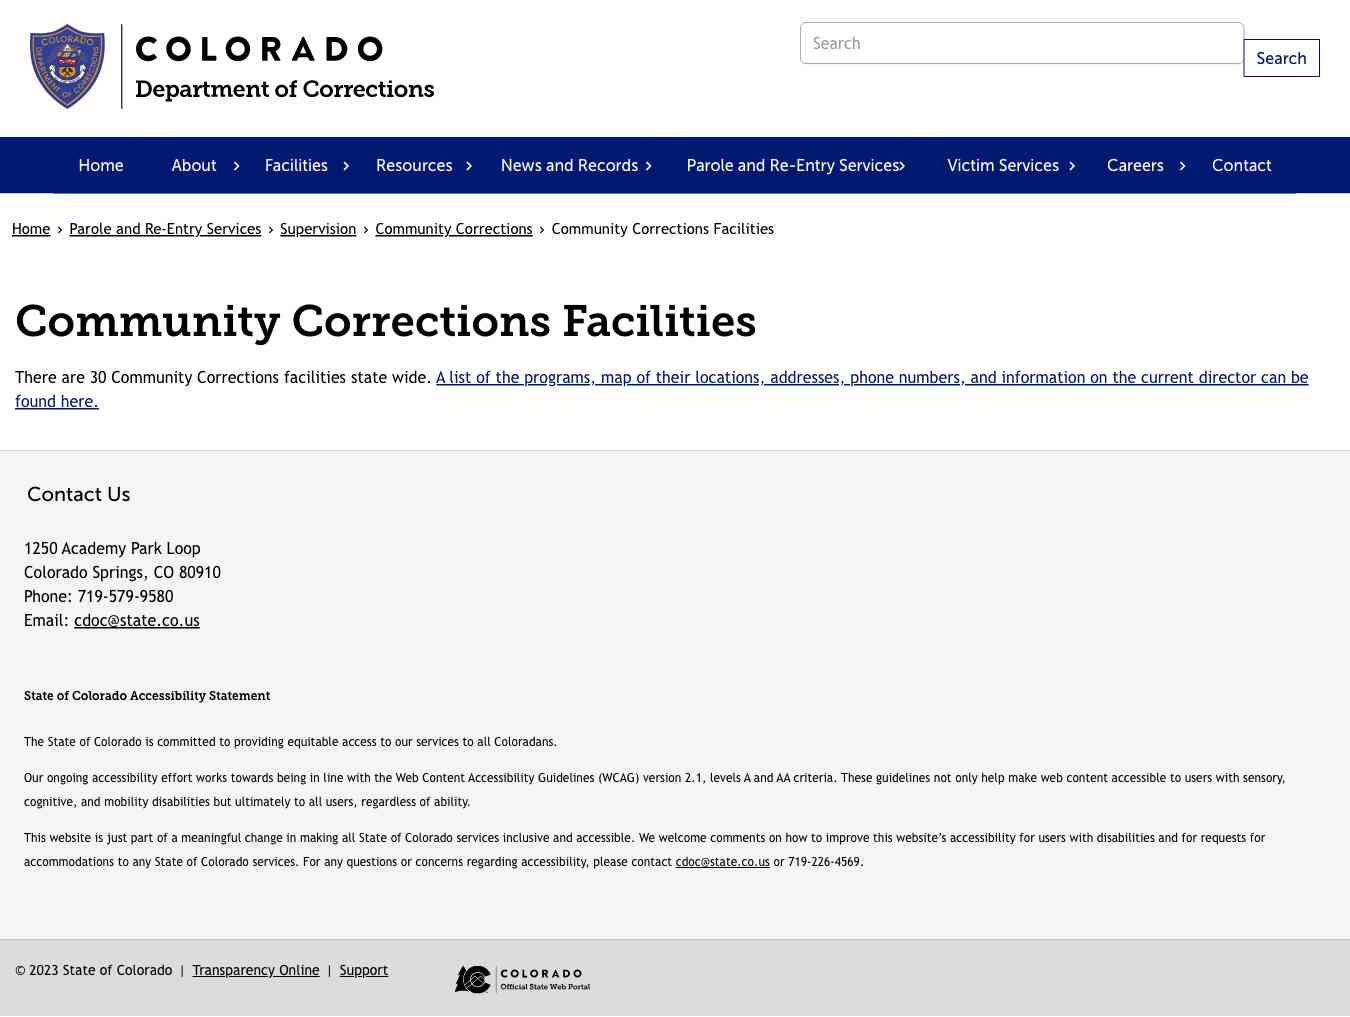 COLORADO
Department of Corrections
Search
Search
Home About Facilities Resources News and Records Parole and Re-Entry Services Victim Services Careers Contact
Home › Parole and Re-Entry Services › Supervision › Community Corrections › Community Corrections Facilities
Community Corrections Facilities
There are 30 Community Corrections facilities state wide. A list of the programs, map of their locations, addresses, phone numbers, and information on the current director can be
found here.
Contact Us
1250 Academy Park Loop
Colorado Springs, CO 80910
Phone: 719-579-9580
Email: cdoc@state.co.us
State of Colorado Accessibility Statement
The State of Colorado is committed to providing equitable access to our services to all Coloradans.
Our ongoing accessibility effort works towards being in line with the Web Content Accessibility Guidelines (WCAG) version 2.1, levels A and AA criteria. These guidelines not only help make web content accessible to users with sensory,
cognitive, and mobility disabilities but ultimately to all users, regardless of ability.
This website is just part of a meaningful change in making all State of Colorado services inclusive and accessible. We welcome comments on how to improve this website’s accessibility for users with disabilities and for requests for
accommodations to any State of Colorado services. For any questions or concerns regarding accessibility, please contact cdoc@state.co.us or 719-226-4569.
© 2023 State of Colorado | Transparency Online | Support
COLORADO
Official State Web Portal